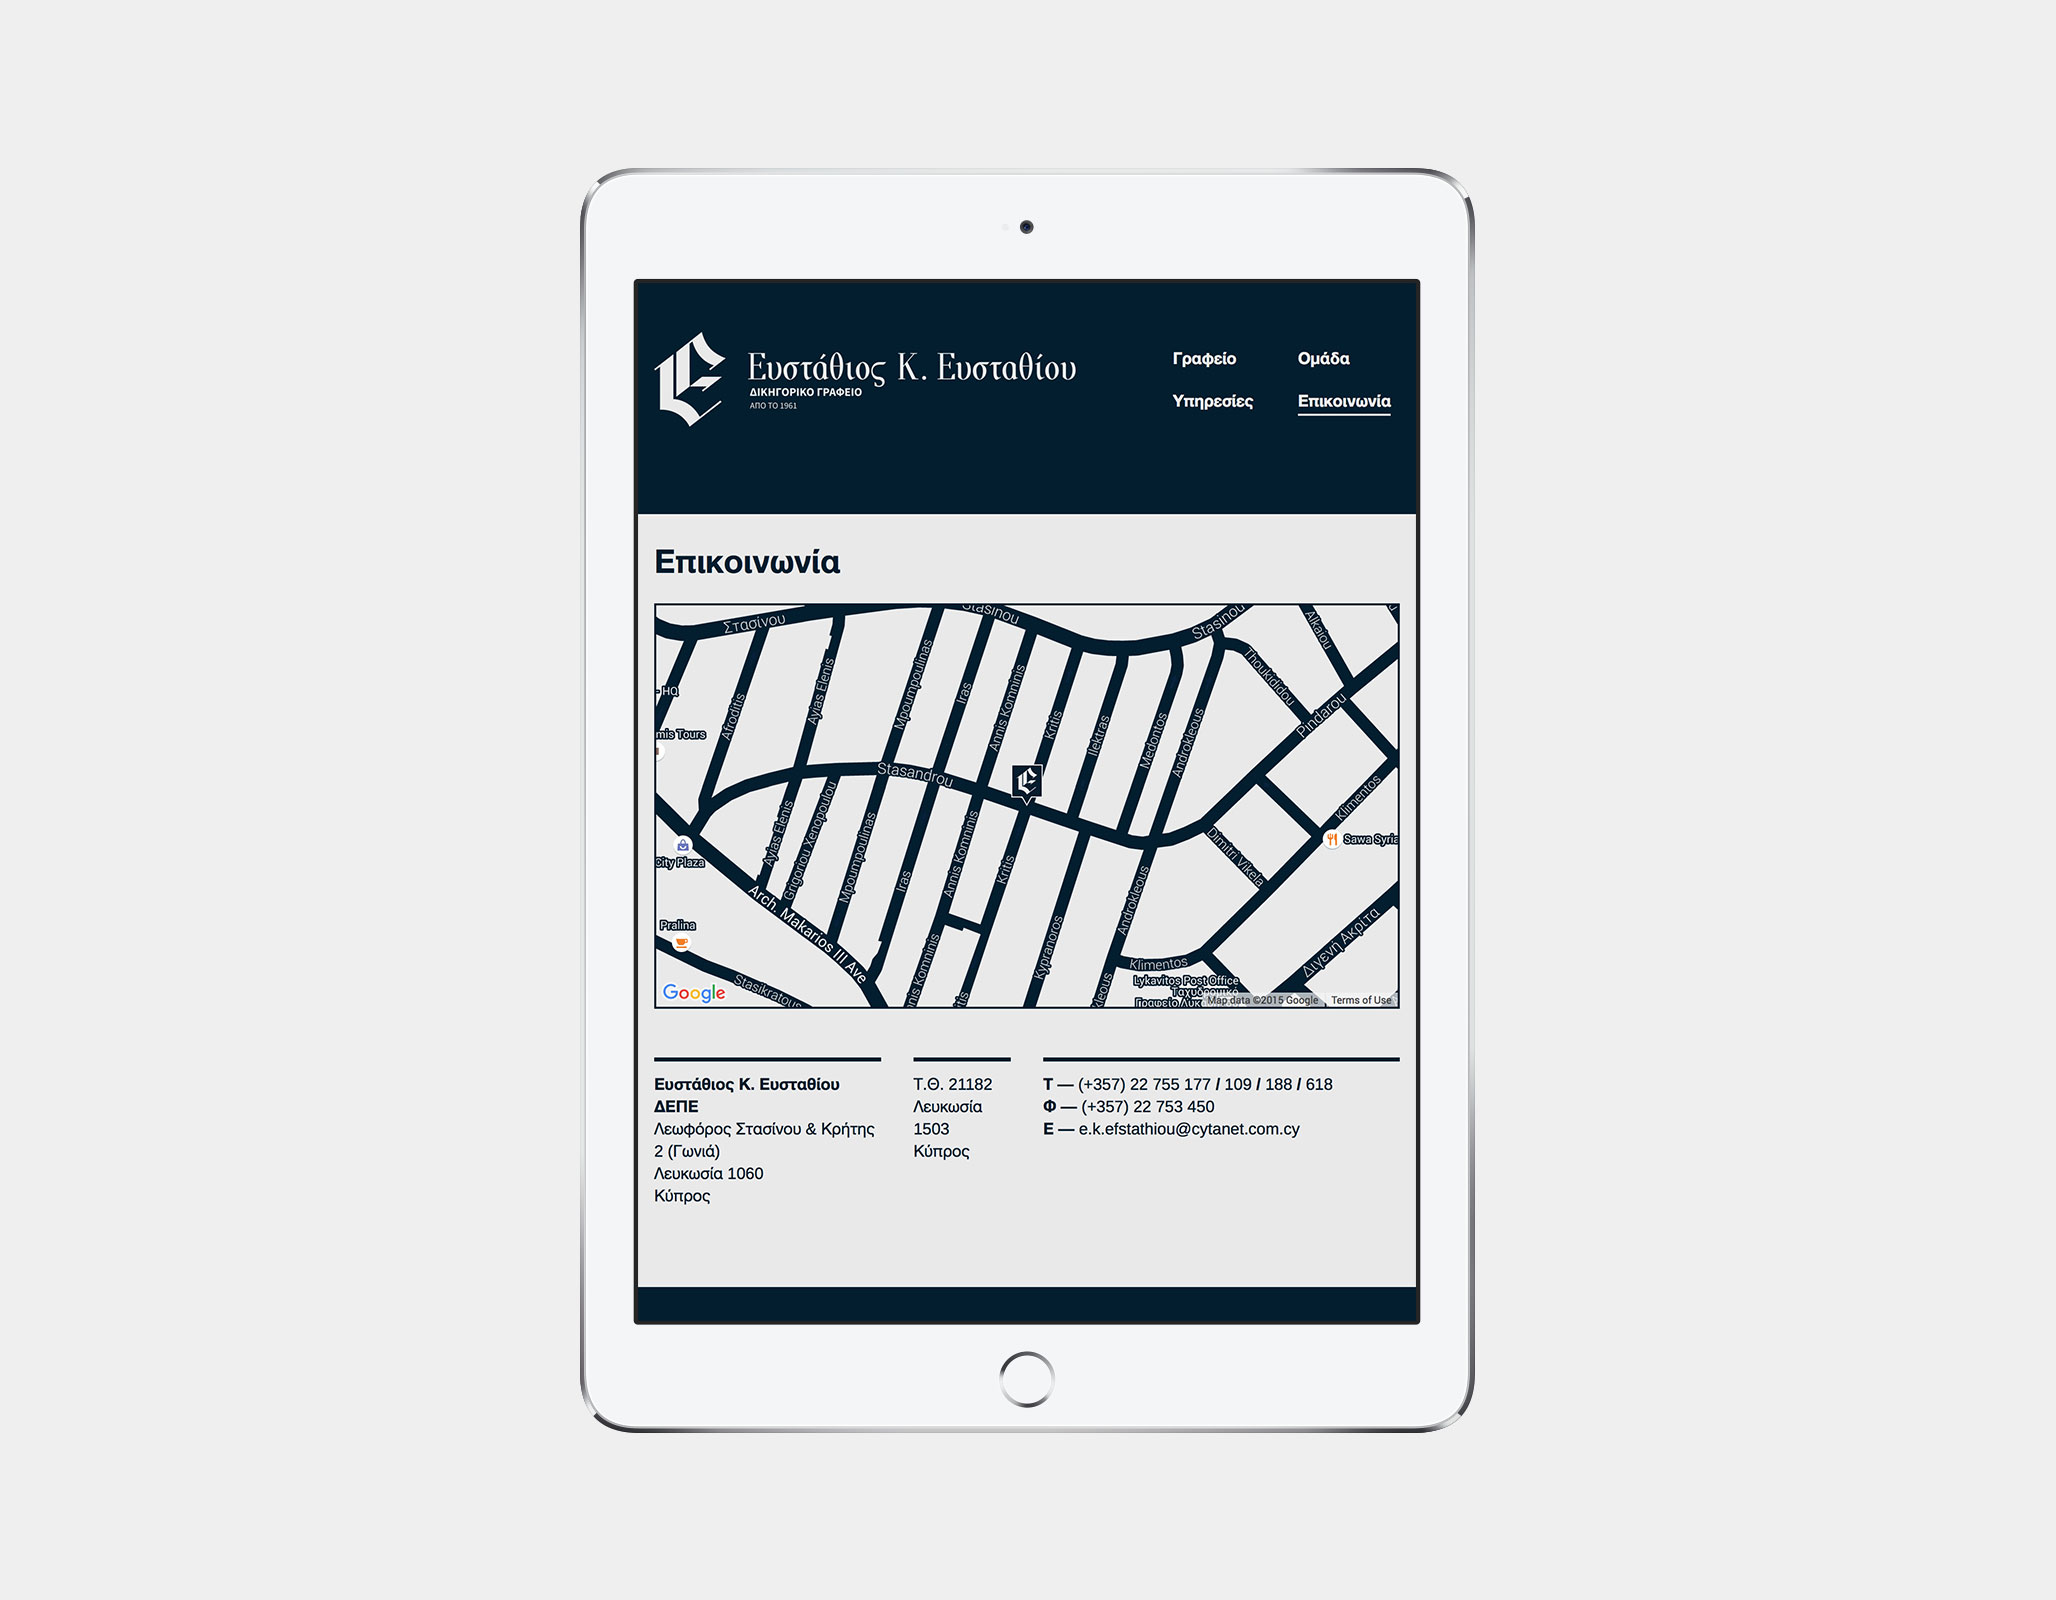 Ευστάθιος Κ. Ευσταθίου
ΔΙΚΗΓΟΡΙΚΟ ΓΡΑΦΕΙΟ
ΑΠΟ ΤΟ 1961
Γραφείο
Ομάδα
Υπηρεσίες
Επικοινωνία
Επικοινωνία
Στασίνου
Stasinou
Stasinou
Alkaiou
Thoukididou
Pindarou
- HQ
mis Tours
Afroditis
Ayias Elenis
Mpoumpoulinas
Iras
Annis Komninis
Kritis
Ilektras
Medontos
Androkleous
Stasandrou
Ayias Elenis
Grigoriou Xenopoulou
Mpoumpoulinas
Iras
Annis Komninis
Kritis
Androkleous
Dimitri Vikela
Klimentos
Sawa Syria
City Plaza
Arch. Makarios III Ave
Pralina
Stasikratous
nnis Komninis
itis
Kypranoros
kleous
Klimentos
Διγενή Ακρίτα
Lykavitos Post Office
Ταχυδρομικό
Γραφείο Λυκ
Google
Map data ©2015 Google
Terms of Use
Ευστάθιος Κ. Ευσταθίου
ΔΕΠΕ
Λεωφόρος Στασίνου & Κρήτης
2 (Γωνιά)
Λευκωσία 1060
Κύπρος
Τ.Θ. 21182
Λευκωσία
1503
Κύπρος
Τ — (+357) 22 755 177 / 109 / 188 / 618
Φ — (+357) 22 753 450
E — e.k.efstathiou@cytanet.com.cy